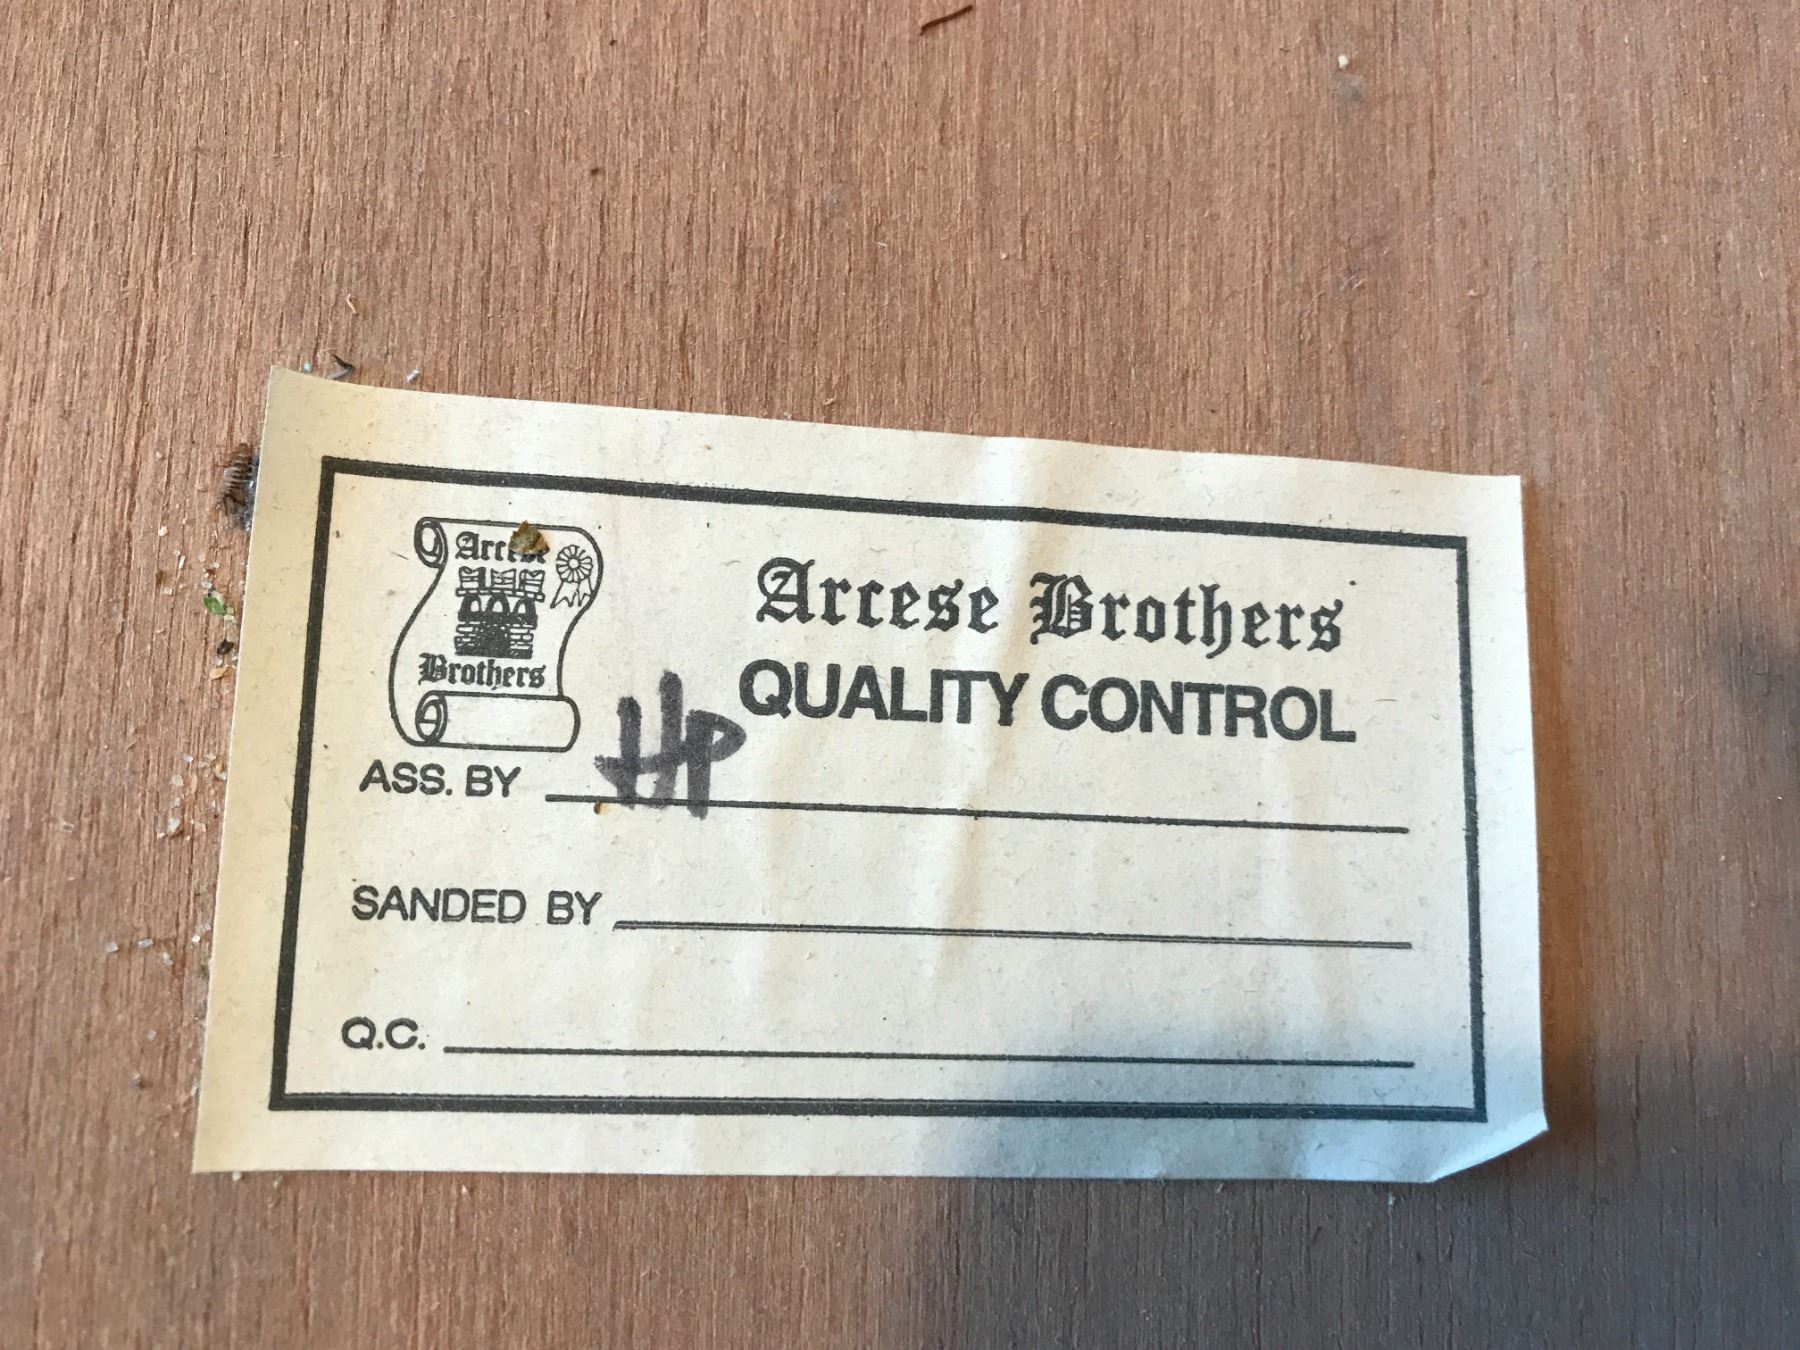 Arcese
Brothers
Arcese Brothers
QUALITY CONTROL
ASS. BY HP
SANDED BY
Q.C.